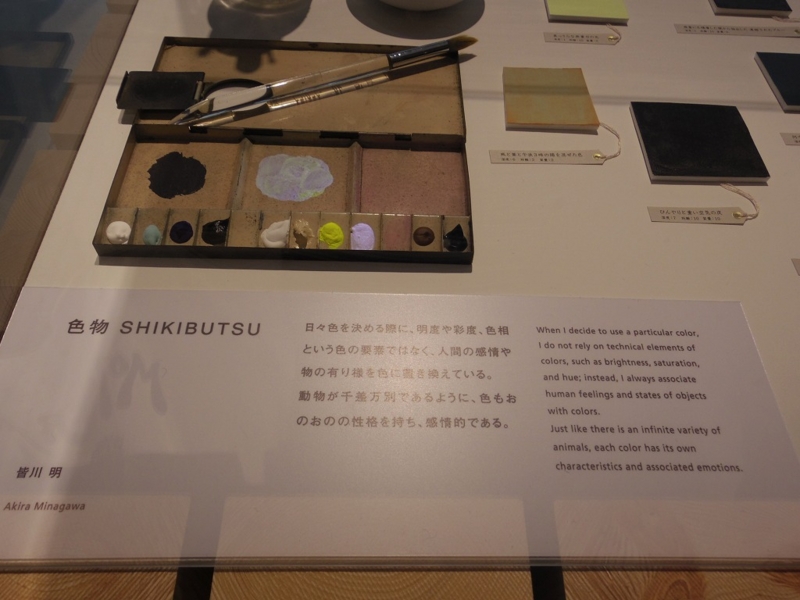 色物 SHIKIBUTSU
日々色を決める際に、明度や彩度、色相
という色の要素ではなく、人間の感情や
物の有り様を色に置き換えている。
動物が千差万別であるように、色もお
のおのの性格を持ち、感情的である。
When I decide to use a particular color,
I do not rely on technical elements of
colors, such as brightness, saturation,
and hue; instead, I always associate
human feelings and states of objects
with colors.
Just like there is an infinite variety of
animals, each color has its own
characteristics and associated emotions.
皆川 明
Akira Minagawa